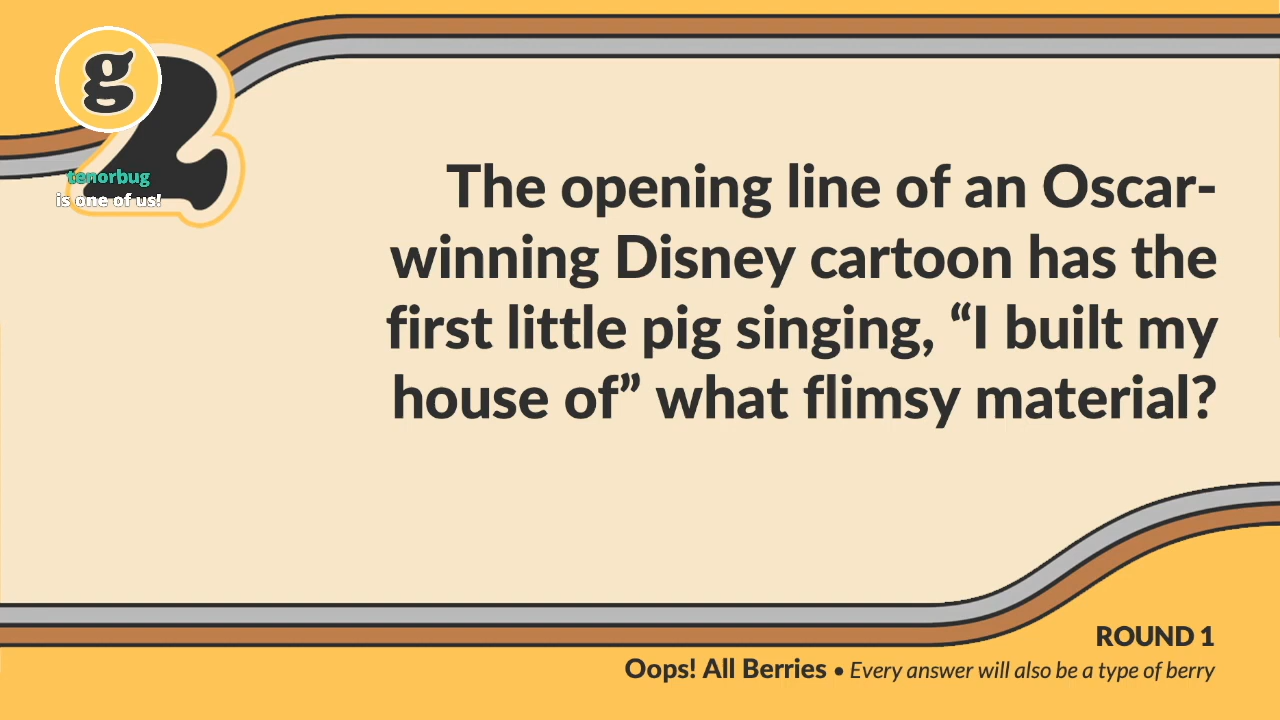 g
2
tenorbug
is one of us!
The opening line of an Oscar-
winning Disney cartoon has the
first little pig singing, “I built my
house of” what flimsy material?
ROUND 1
Oops! All Berries • Every answer will also be a type of berry